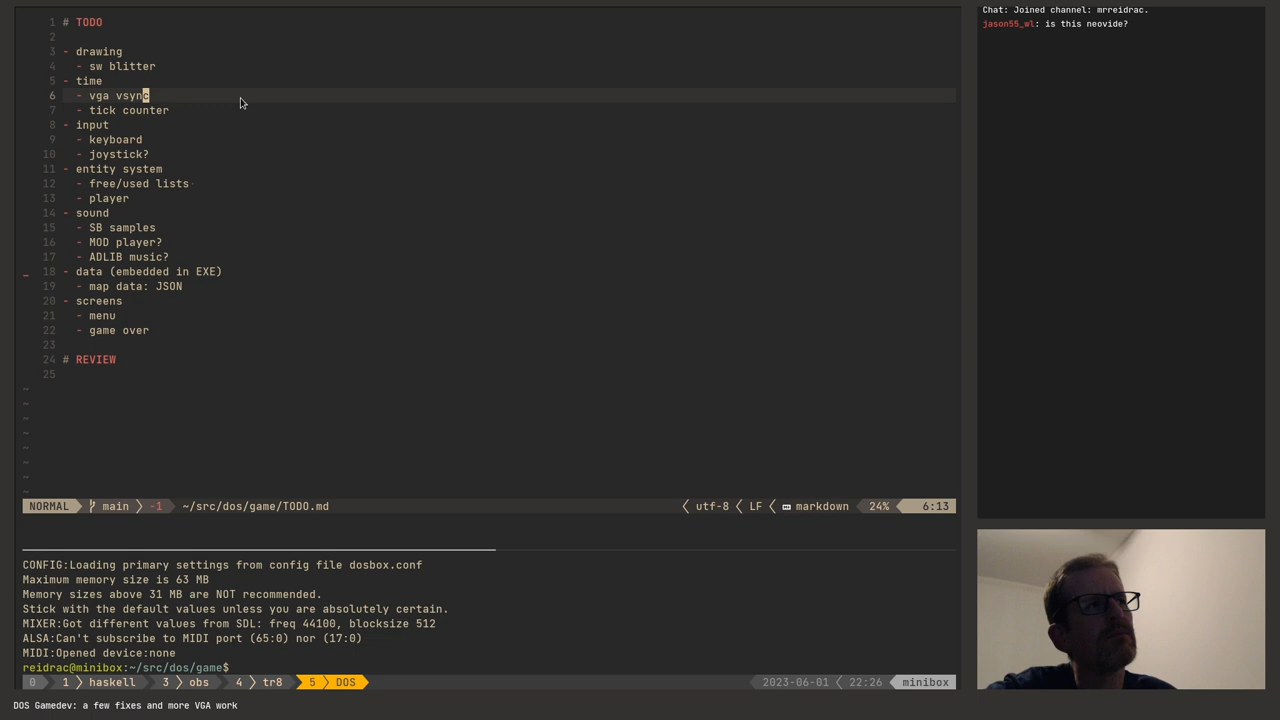 1 # TODO
2
3 - drawing
4 - sw blitter
5 - time
6 - vga vsync
7 - tick counter
8 - input
9 - keyboard
10 - joystick?
11 - entity system
12 - free/used lists·
13 - player
14 - sound
15 - SB samples
16 - MOD player?
17 - ADLIB music?
_ 18 - data (embedded in EXE)
19 - map data: JSON
20 - screens
21 - menu
22 - game over
23
24 # REVIEW
25
~
~
~
~
~
~
~
~
NORMAL main -1 ~/src/dos/game/TODO.md utf-8 LF markdown 24% 6:13
CONFIG:Loading primary settings from config file dosbox.conf
Maximum memory size is 63 MB
Memory sizes above 31 MB are NOT recommended.
Stick with the default values unless you are absolutely certain.
MIXER:Got different values from SDL: freq 44100, blocksize 512
ALSA:Can't subscribe to MIDI port (65:0) nor (17:0)
MIDI:Opened device:none
reidrac@minibox:~/src/dos/game$
0 1 haskell 3 obs 4 tr8 5 DOS 2023-06-01 22:26 minibox
DOS Gamedev: a few fixes and more VGA work
Chat: Joined channel: mrreidrac.
jason55_wl: is this neovide?